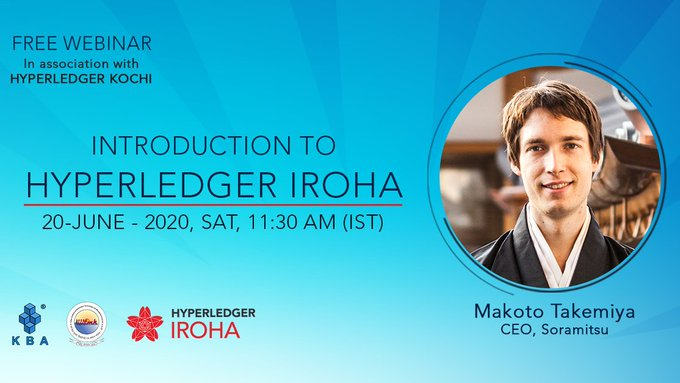 FREE WEBINAR
In association with
HYPERLEDGER KOCHI
INTRODUCTION TO
HYPERLEDGER IROHA
20-JUNE - 2020, SAT, 11:30 AM (IST)
Makoto Takemiya
CEO, Soramitsu
KBA
HYPERLEDGER
IROHA